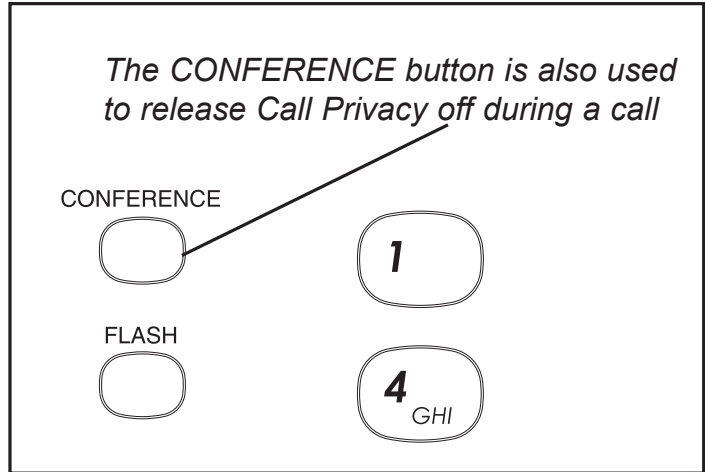 The CONFERENCE button is also used
to release Call Privacy off during a call
CONFERENCE
1
FLASH
4
GHI